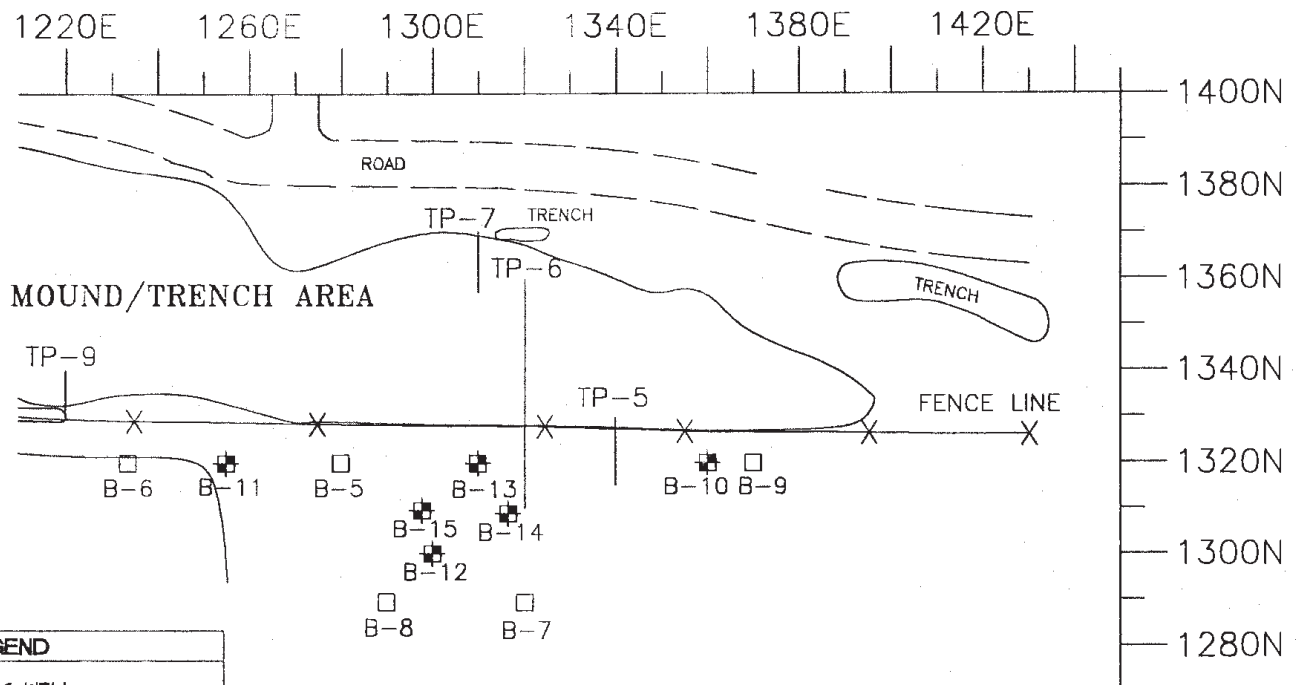 1220E 1260E 1300E 1340E 1380E 1420E
1400N
ROAD
1380N
TP-7 TRENCH
TP-6
1360N
MOUND/TRENCH AREA
TRENCH
TP-9
1340N
TP-5
FENCE LINE
1320N
B-6 B-11 B-5 B-13 B-10 B-9
B-15 B-14
1300N
B-12
B-8 B-7
1280N
GEND